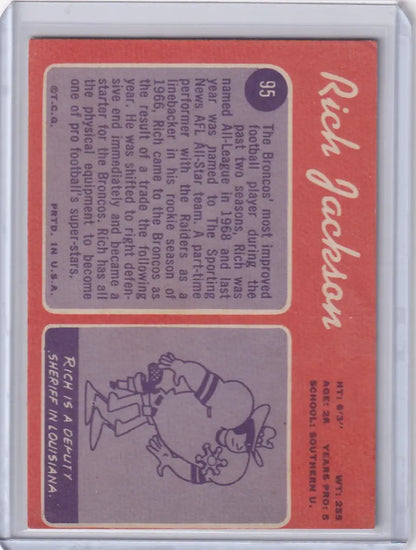 Rich Jackson
HT: 6'3" WT: 255
AGE: 28 YEARS PRO: 5
SCHOOL: SOUTHERN U.
95
The Broncos' most improved
football player during the
past two seasons, Rich was
named All-League in 1968 and last
year was named to The Sporting
News AFL All-Star team. A part-time
performer with the Raiders as a
linebacker in his rookie season of
1966, Rich came to the Broncos as
the result of a trade the following
year. He was shifted to right defen-
sive end immediately and became a
starter for the Broncos. Rich has all
the physical equipment to become
one of pro football's super-stars.
©T.C.G. PRTD. IN U.S.A.
RICH IS A DEPUTY
SHERIFF IN LOUISIANA.